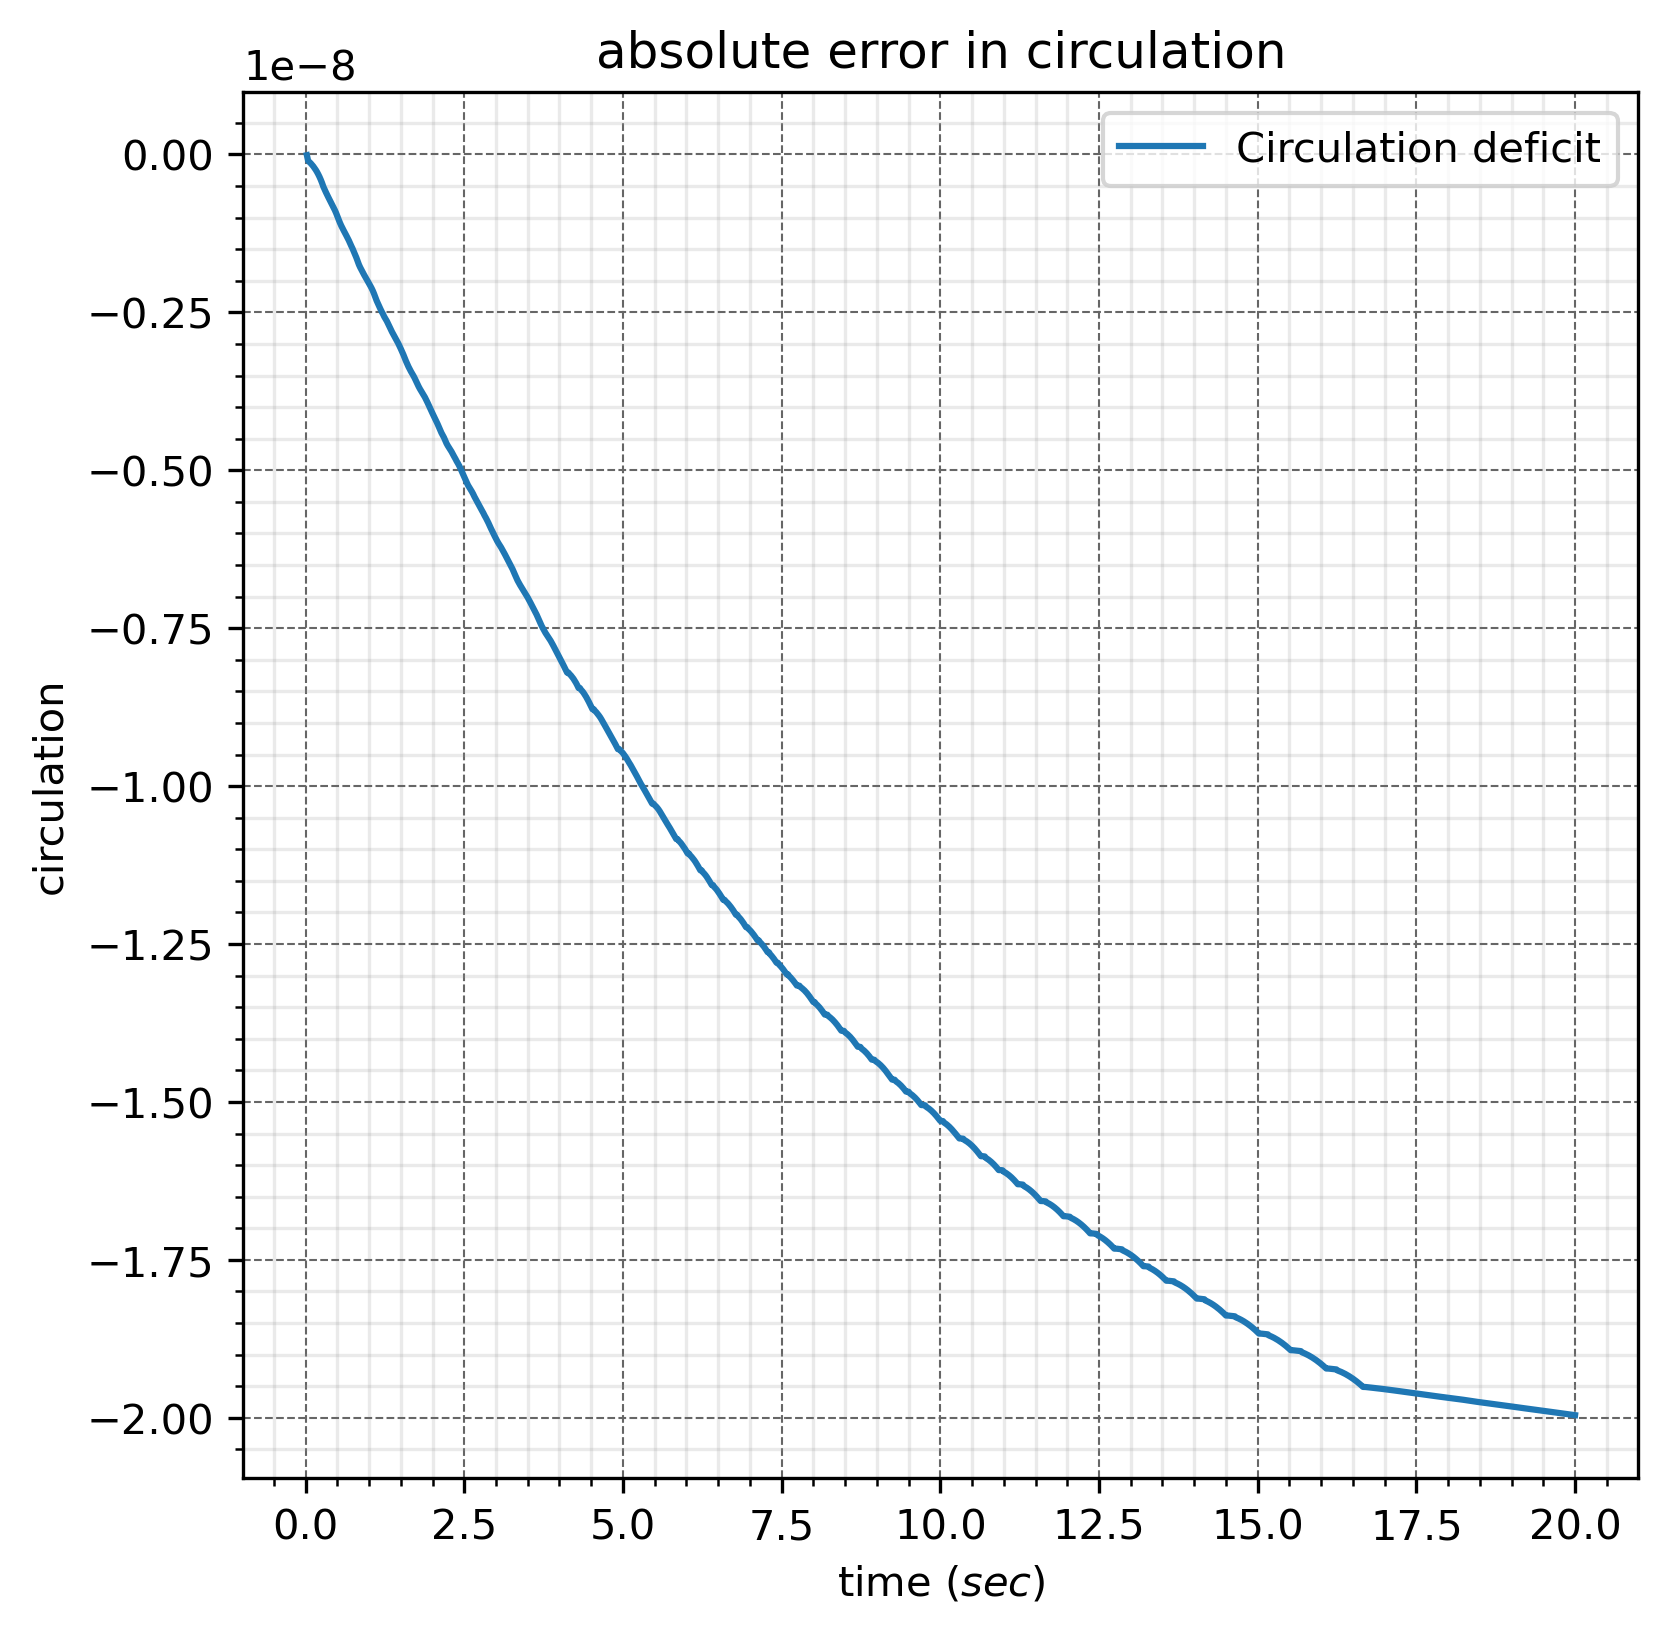 absolute error in circulation
1e−8
Circulation deficit
0.00
−0.25
−0.50
−0.75
−1.00
−1.25
−1.50
−1.75
−2.00
circulation
0.0 2.5 5.0 7.5 10.0 12.5 15.0 17.5 20.0
time (sec)